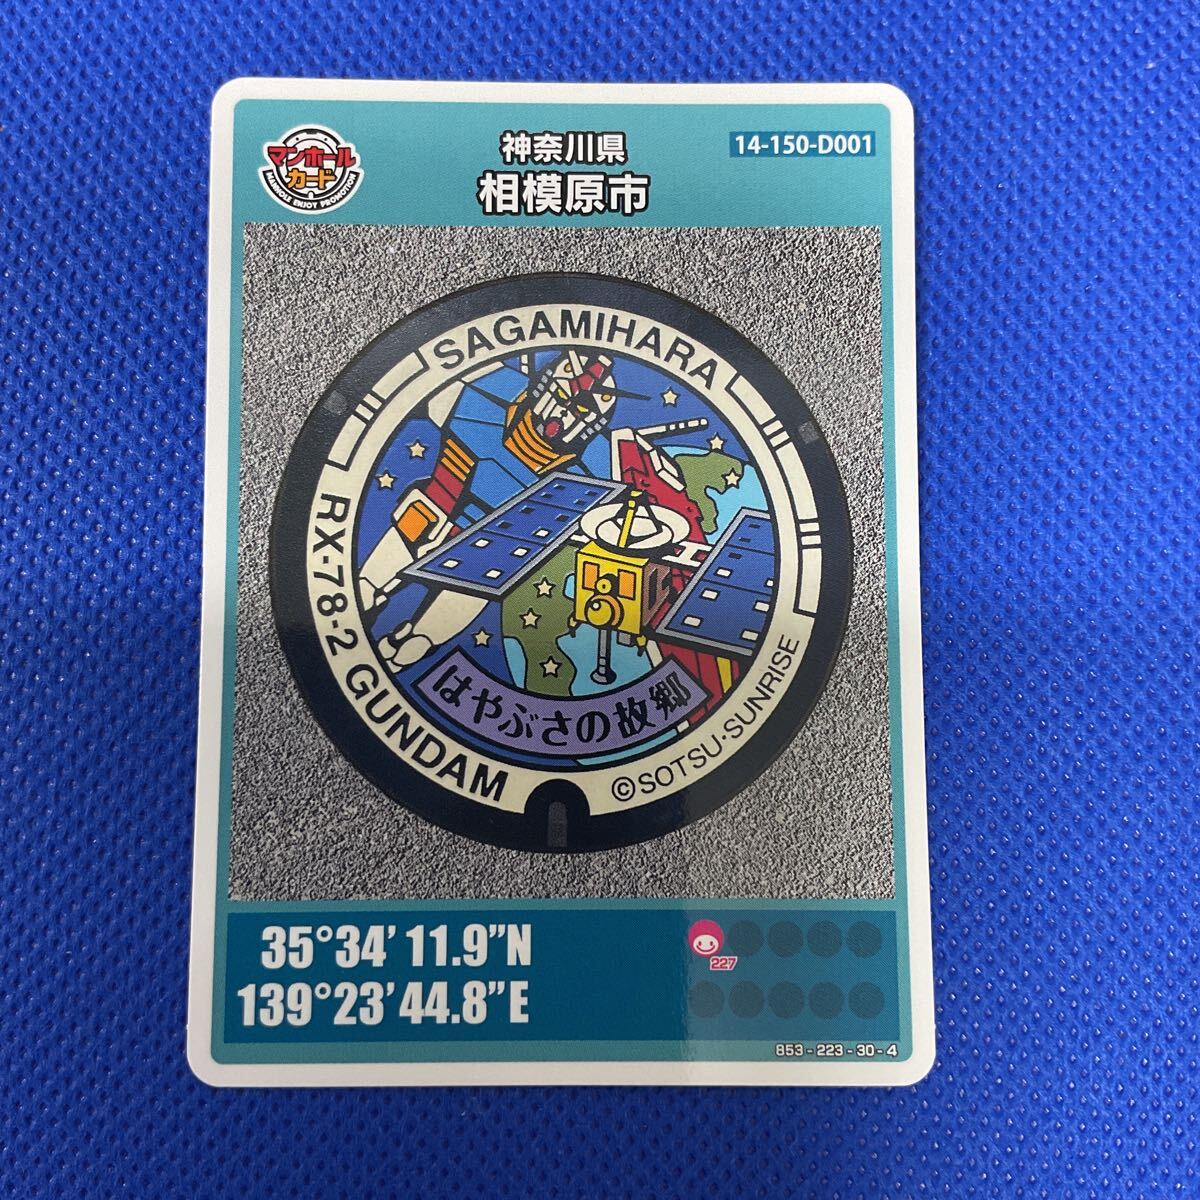 マンホール
カード
MANHOLE ENJOY PROMOTION
神奈川県
相模原市
14-150-D001
SAGAMIHARA
RX-78-2 GUNDAM
はやぶさの故郷
©SOTSU・SUNRISE
35°34’11.9”N
139°23’44.8”E
227
853-223-30-4